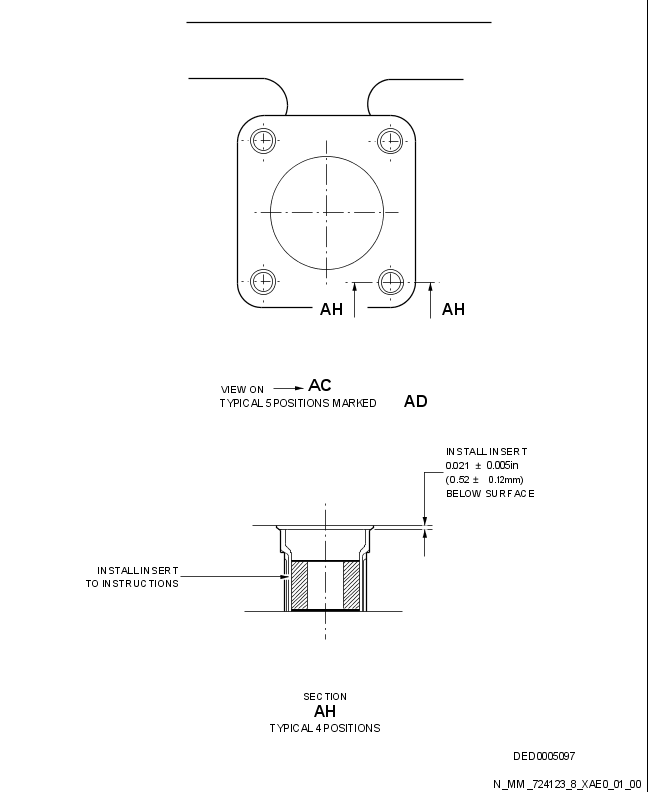 AH AH
VIEW ON AC
TYPICAL 5 POSITIONS MARKED AD
INSTALL INSERT
0.021 ± 0.005in
(0.52 ± 0.12mm)
BELOW SURFACE
INSTALL INSERT
TO INSTRUCTIONS
SECTION
AH
TYPICAL 4 POSITIONS
DED0005097
N_MM_724123_8_XAE0_01_00